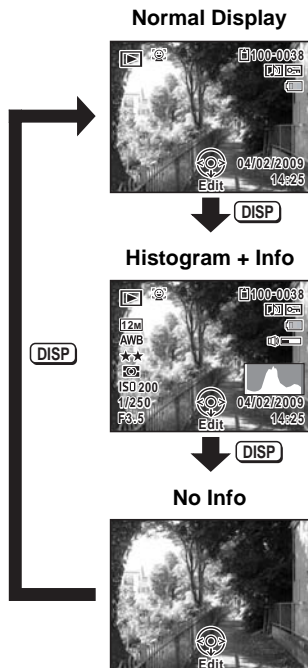 Normal Display
100-0038
04/02/2009
14:25
Edit
DISP
Histogram + Info
100-0038
12M
AWB
ISO 200
1/250
F3.5
04/02/2009
14:25
Edit
DISP
DISP
No Info
Edit